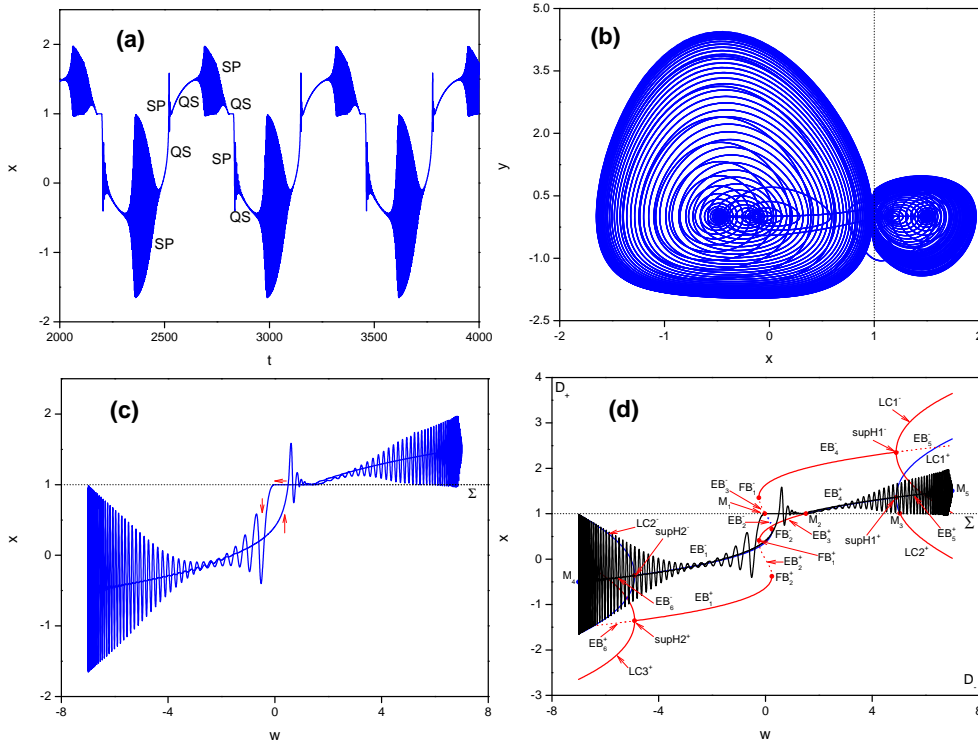 (a)
SP
SP
QS
QS
SP
QS
QS
SP
x
2
1
0
-1
-2
2000
2500
3000
3500
4000
t
(b)
y
5.0
3.5
2.0
0.5
-1.0
-2.5
-2
-1
0
1
2
x
(c)
x
2
1
0
-1
-2
Σ
-8
-4
0
4
8
w
(d)
D+
x
4
3
2
1
0
-1
-2
-3
LC1-
supH1-
EB4-
EB5-
LC1+
EB3-
FB1-
M1
EB4+
M5
Σ
LC2-
supH2-
EB2-
FB2-
M2
EB3+
M3
supH1+
EB5+
LC2+
M4
EB1-
FB1+
EB2+
FB2+
EB6-
EB1+
EB6+
supH2+
LC3+
D-
-8
-4
0
4
8
w